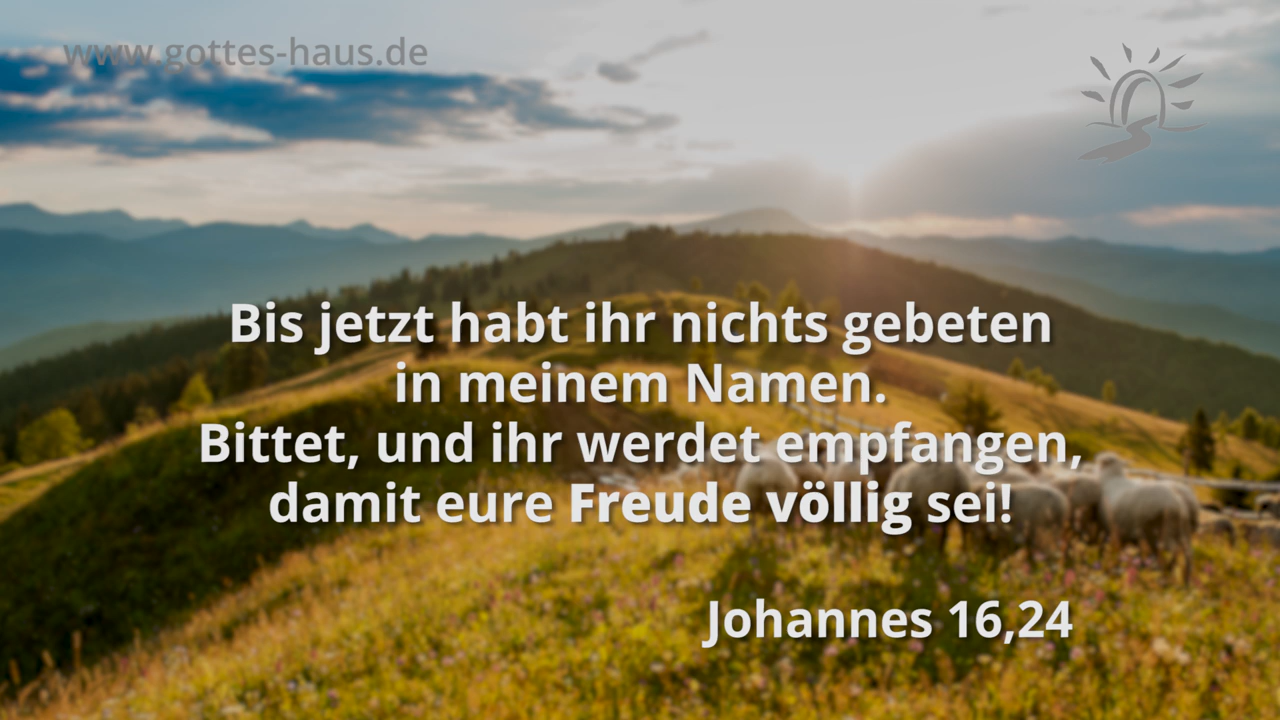 www.gottes-haus.de
Bis jetzt habt ihr nichts gebeten
in meinem Namen.
Bittet, und ihr werdet empfangen,
damit eure Freude völlig sei!
Johannes 16,24